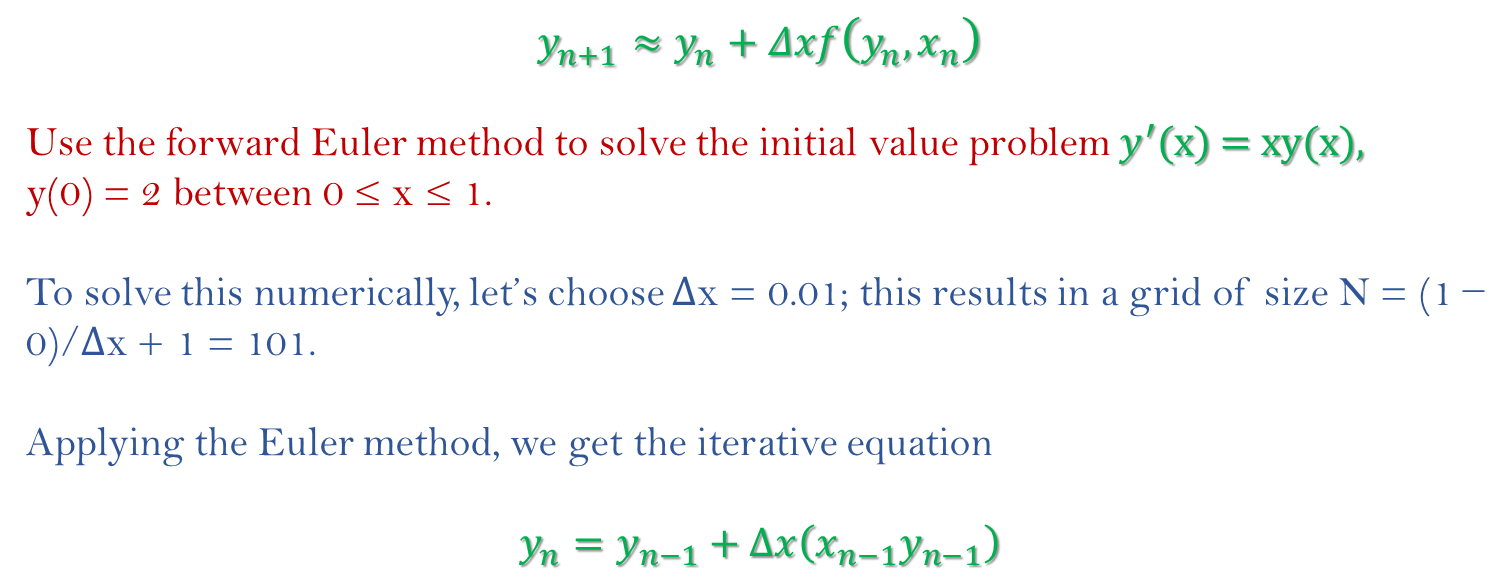 yₙ₊₁ ≈ yₙ + Δxf(yₙ, xₙ)
Use the forward Euler method to solve the initial value problem y′(x) = xy(x),
y(0) = 2 between 0 ≤ x ≤ 1.
To solve this numerically, let’s choose Δx = 0.01; this results in a grid of size N = (1 −
0)/Δx + 1 = 101.
Applying the Euler method, we get the iterative equation
yₙ = yₙ₋₁ + Δx(xₙ₋₁yₙ₋₁)